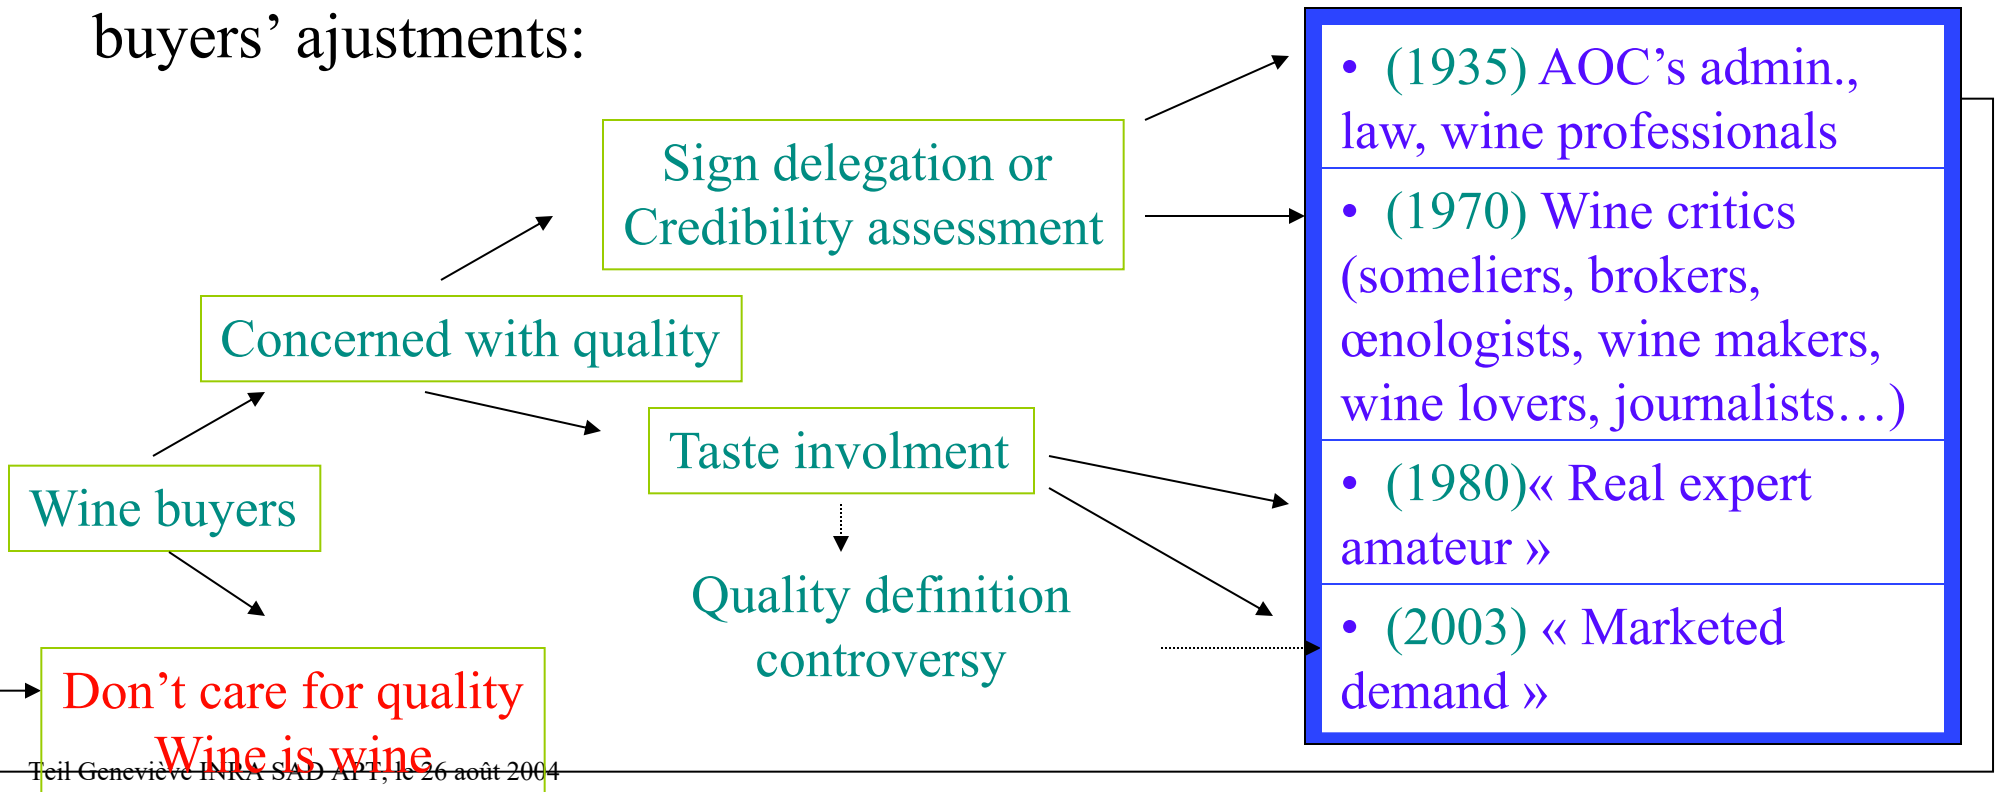 buyers’ ajustments:
Sign delegation or
Credibility assessment
Concerned with quality
Taste involment
Wine buyers
Quality definition
controversy
Don’t care for quality
Wine is wine
Teil Geneviève INRA SAD APT, le 26 août 2004
• (1935) AOC’s admin.,
law, wine professionals
• (1970) Wine critics
(someliers, brokers,
œnologists, wine makers,
wine lovers, journalists…)
• (1980)« Real expert
amateur »
• (2003) « Marketed
demand »